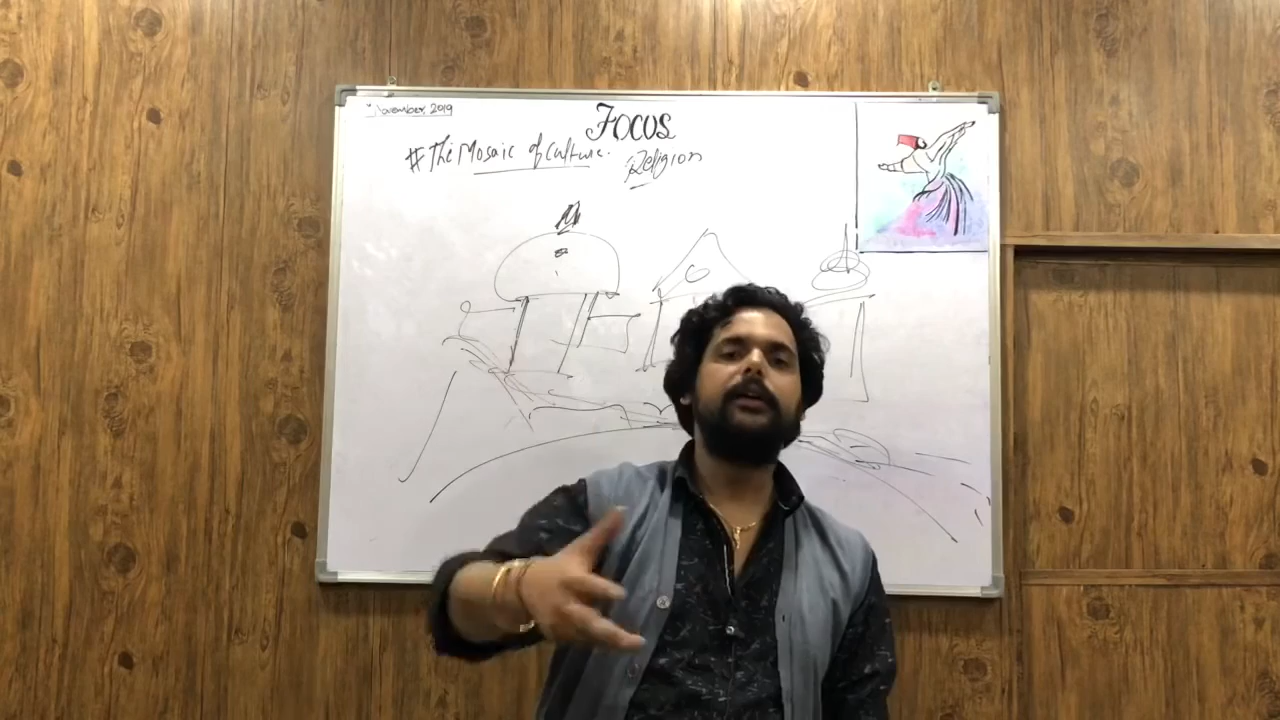 November, 2019
Focus
# The Mosaic of Culture.
Religion